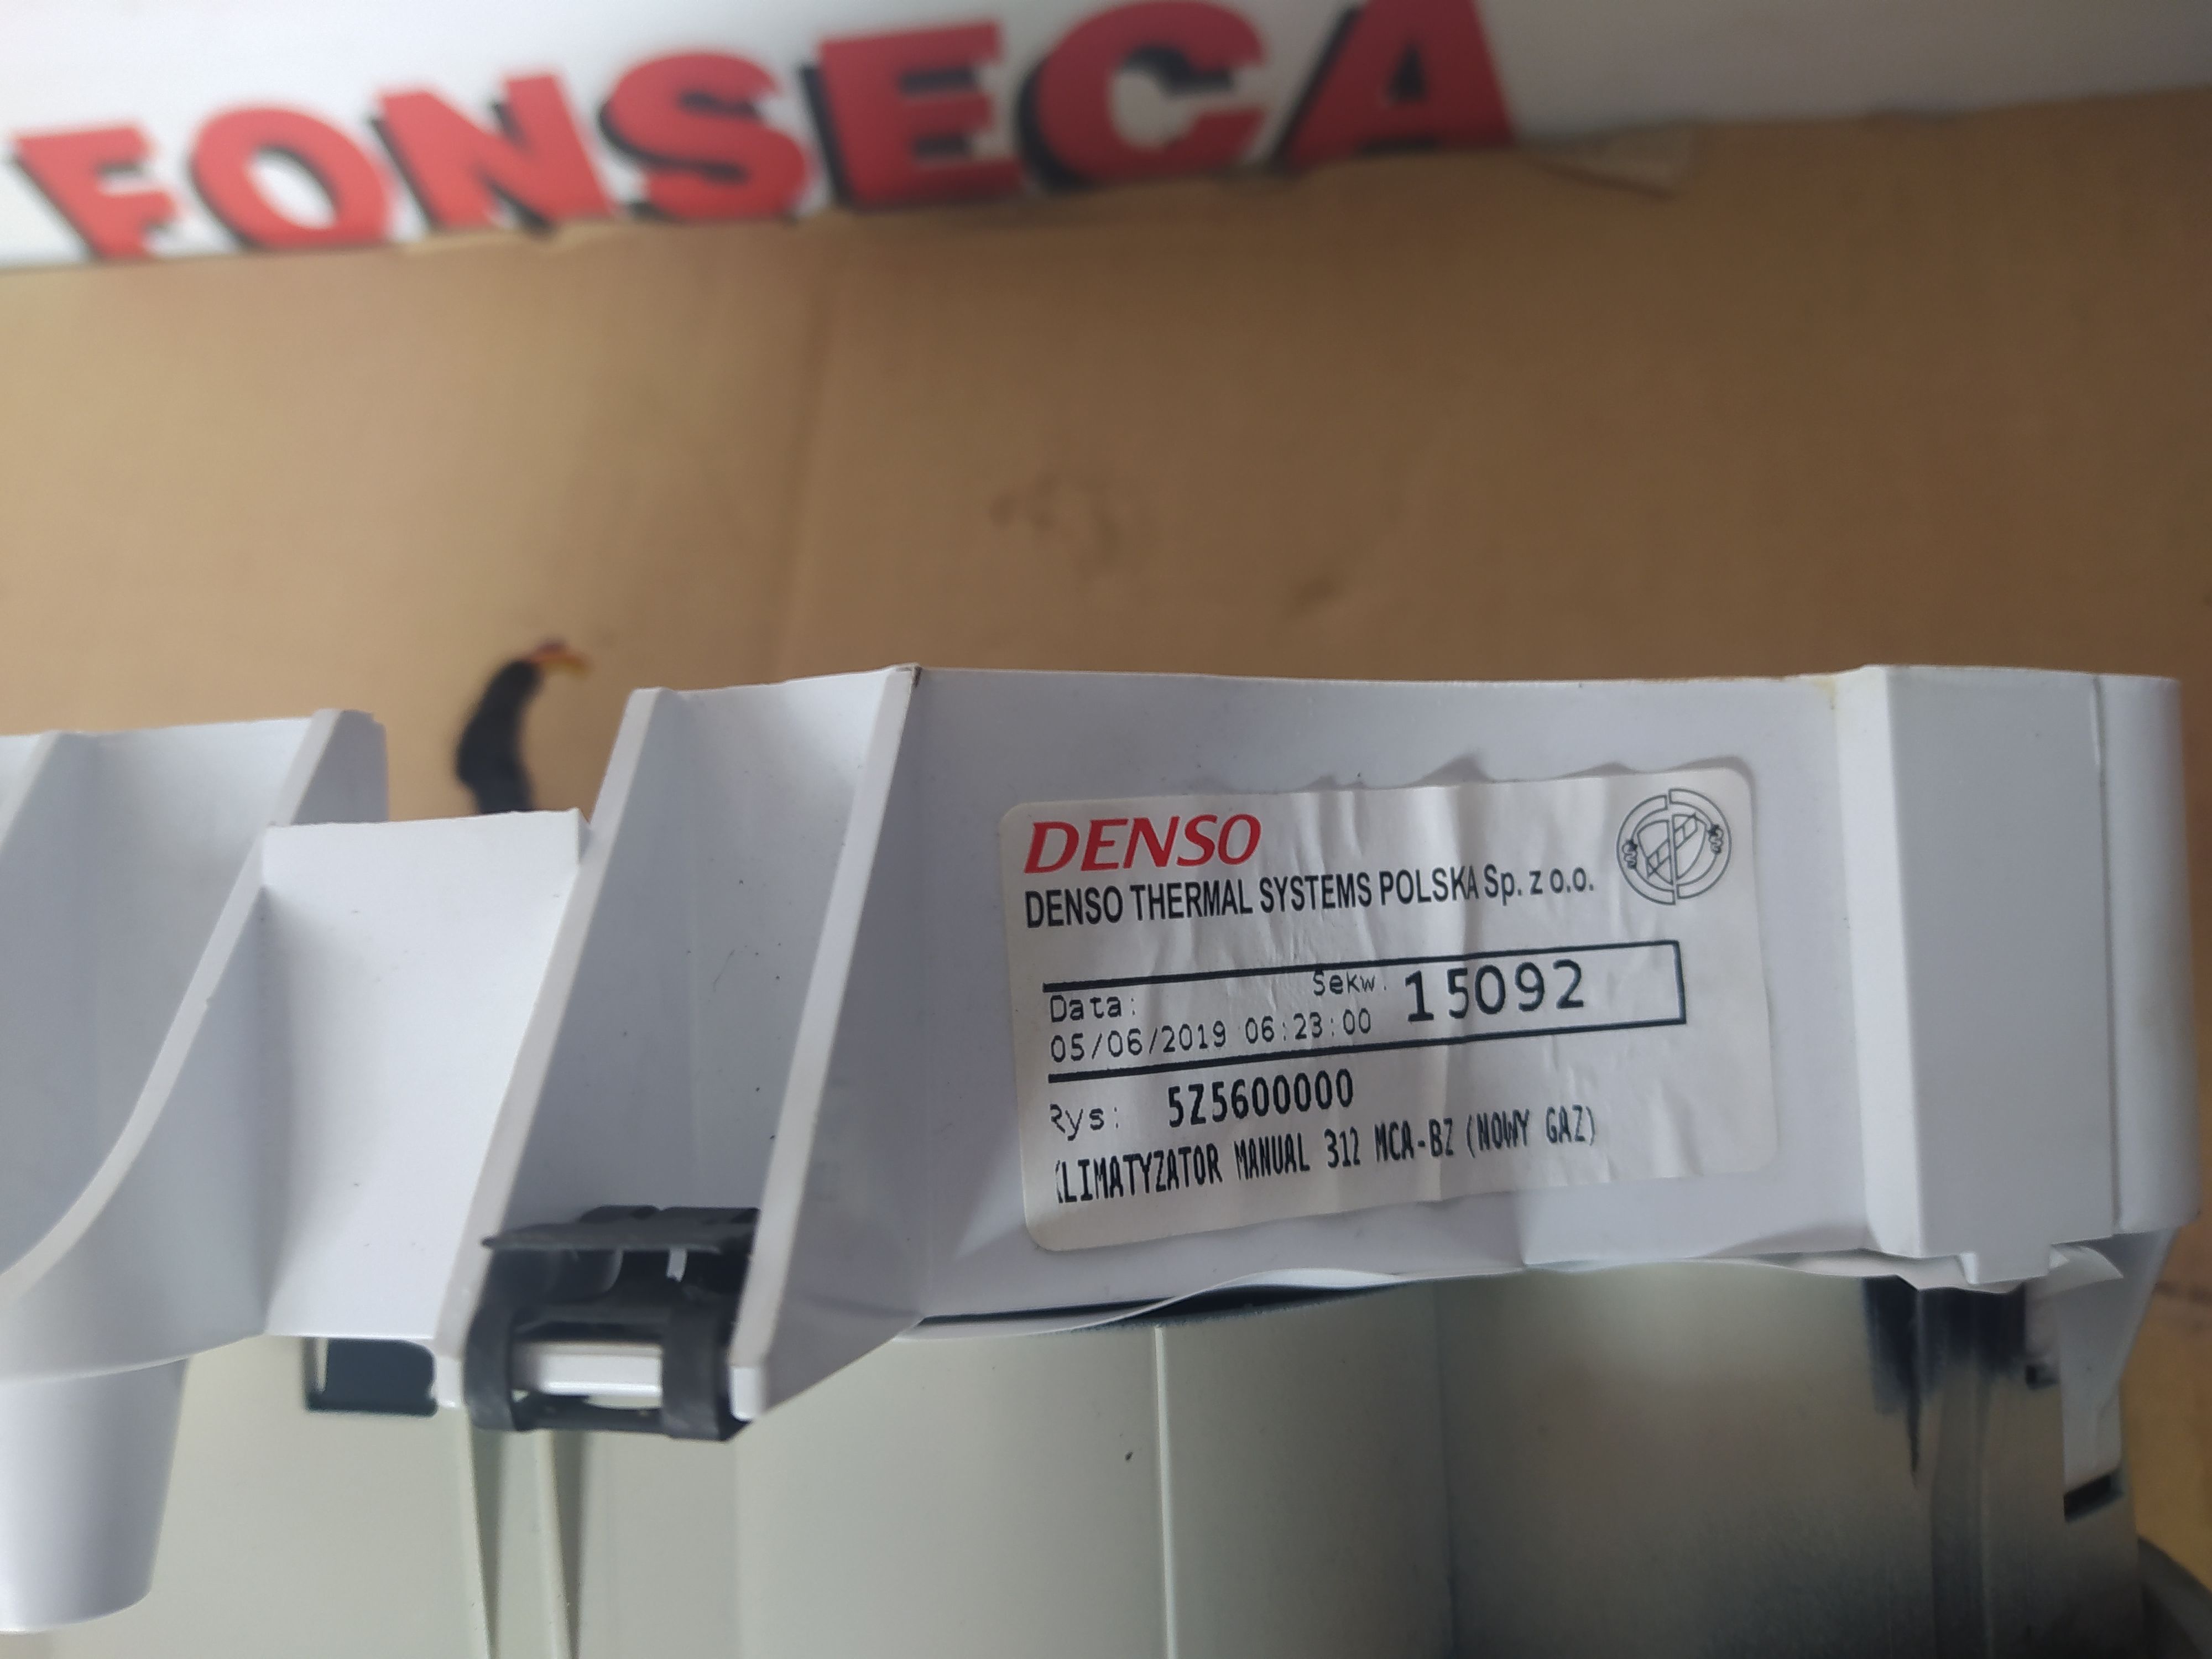 FONSECA
DENSO
DENSO THERMAL SYSTEMS POLSKA Sp. z o.o.
Sekw. 15092
Data:
05/06/2019 06:23:00
Rys: 5Z5600000
KLIMATYZATOR MANUAL 312 MCA-BZ (NOWY GAZ)